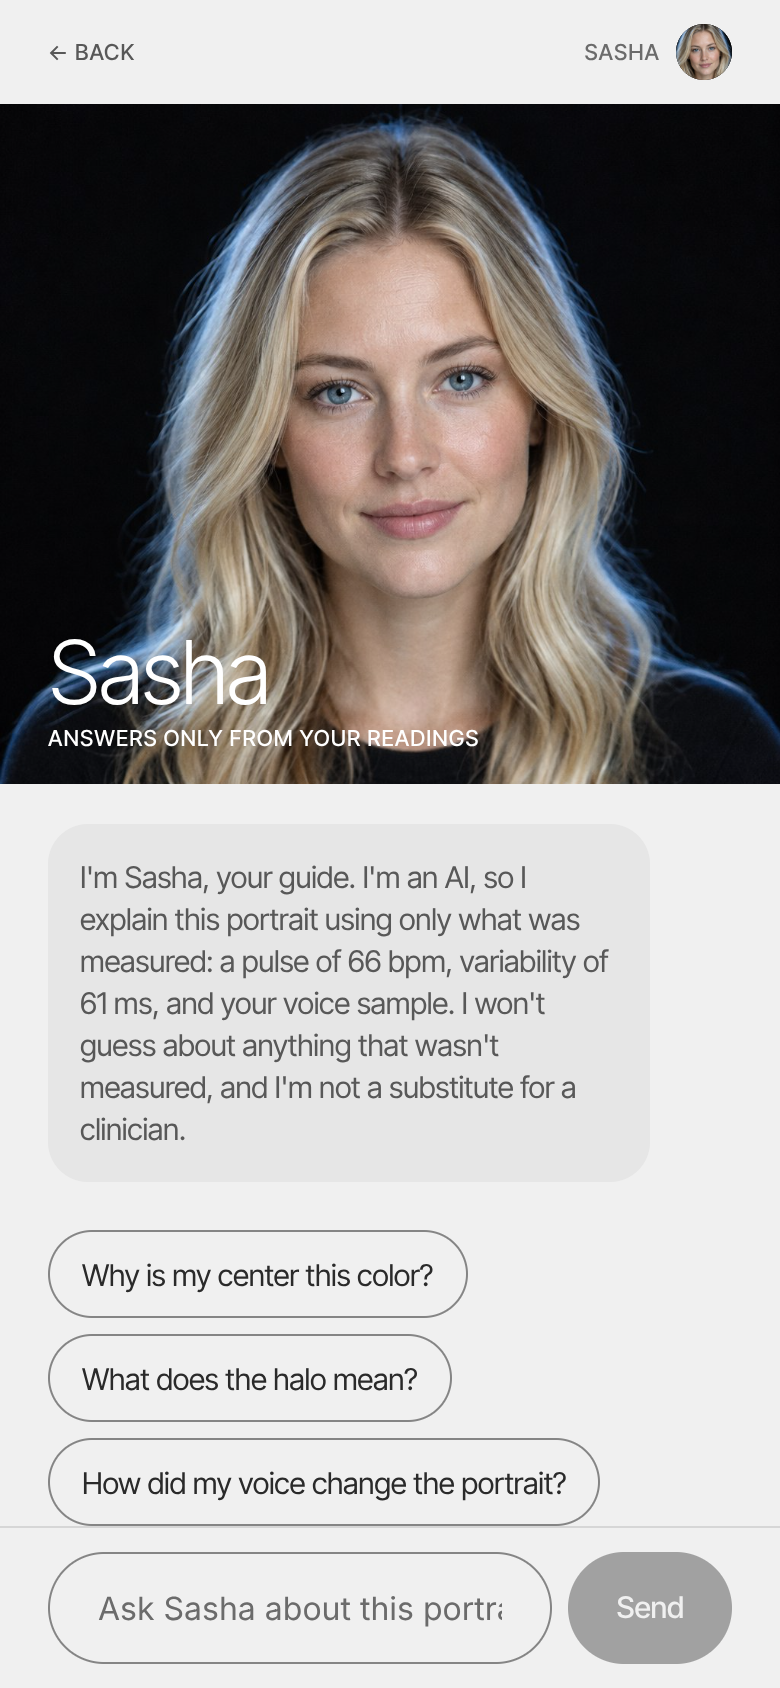 ← BACK
SASHA
Sasha
ANSWERS ONLY FROM YOUR READINGS
I'm Sasha, your guide. I'm an AI, so I
explain this portrait using only what was
measured: a pulse of 66 bpm, variability of
61 ms, and your voice sample. I won't
guess about anything that wasn't
measured, and I'm not a substitute for a
clinician.
Why is my center this color?
What does the halo mean?
How did my voice change the portrait?
Ask Sasha about this
Send